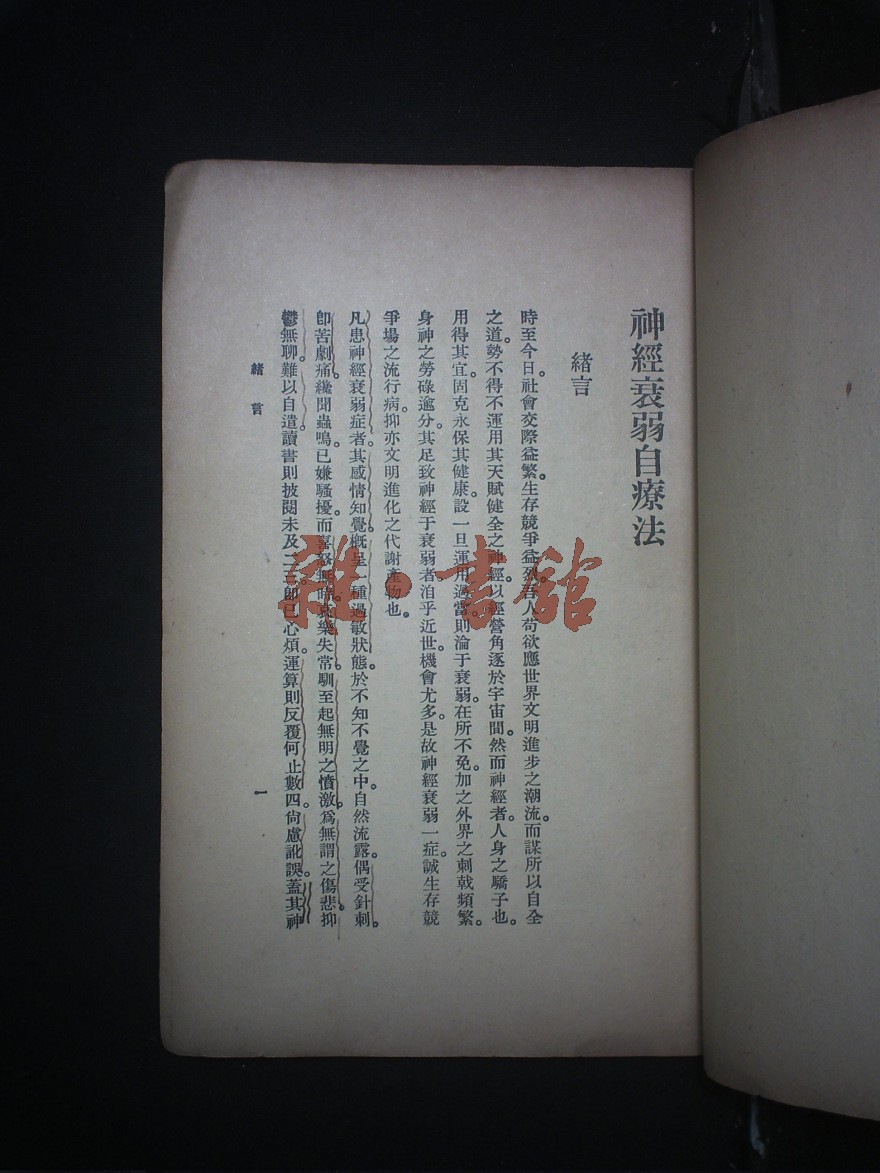 神經衰弱自療法
緒言
時至今日。社會交際益繁。生存競爭益烈。吾人苟欲應世界文明進步之潮流。而謀所以自全
之道。勢不得不運用其天賦健全之神經。以經營角逐於宇宙間。然而神經者。人身之驕子也。
用得其宜。固克永保其健康。設一旦運用過當。則淪于衰弱。在所不免。加之外界之刺戟頻繁。
身神之勞碌逾分。其足致神經于衰弱者。洎乎近世。機會尤多。是故神經衰弱一症。誠生存競
爭場之流行病。抑亦文明進化之代謝產物也。
凡患神經衰弱症者。其感情知覺。概呈一種過敏狀態。於不知不覺之中。自然流露。偶受針刺。
卽苦劇痛。纔聞蟲鳴。已嫌騷擾。而喜怒無時。哀樂失常。馴至起無明之憤激。爲無謂之傷悲。抑
鬱無聊。難以自遣。讀書則披閱未及二三。卽已心煩。運算則反覆何止數四。尙慮訛誤。蓋其神
緒言
一
雜·書館